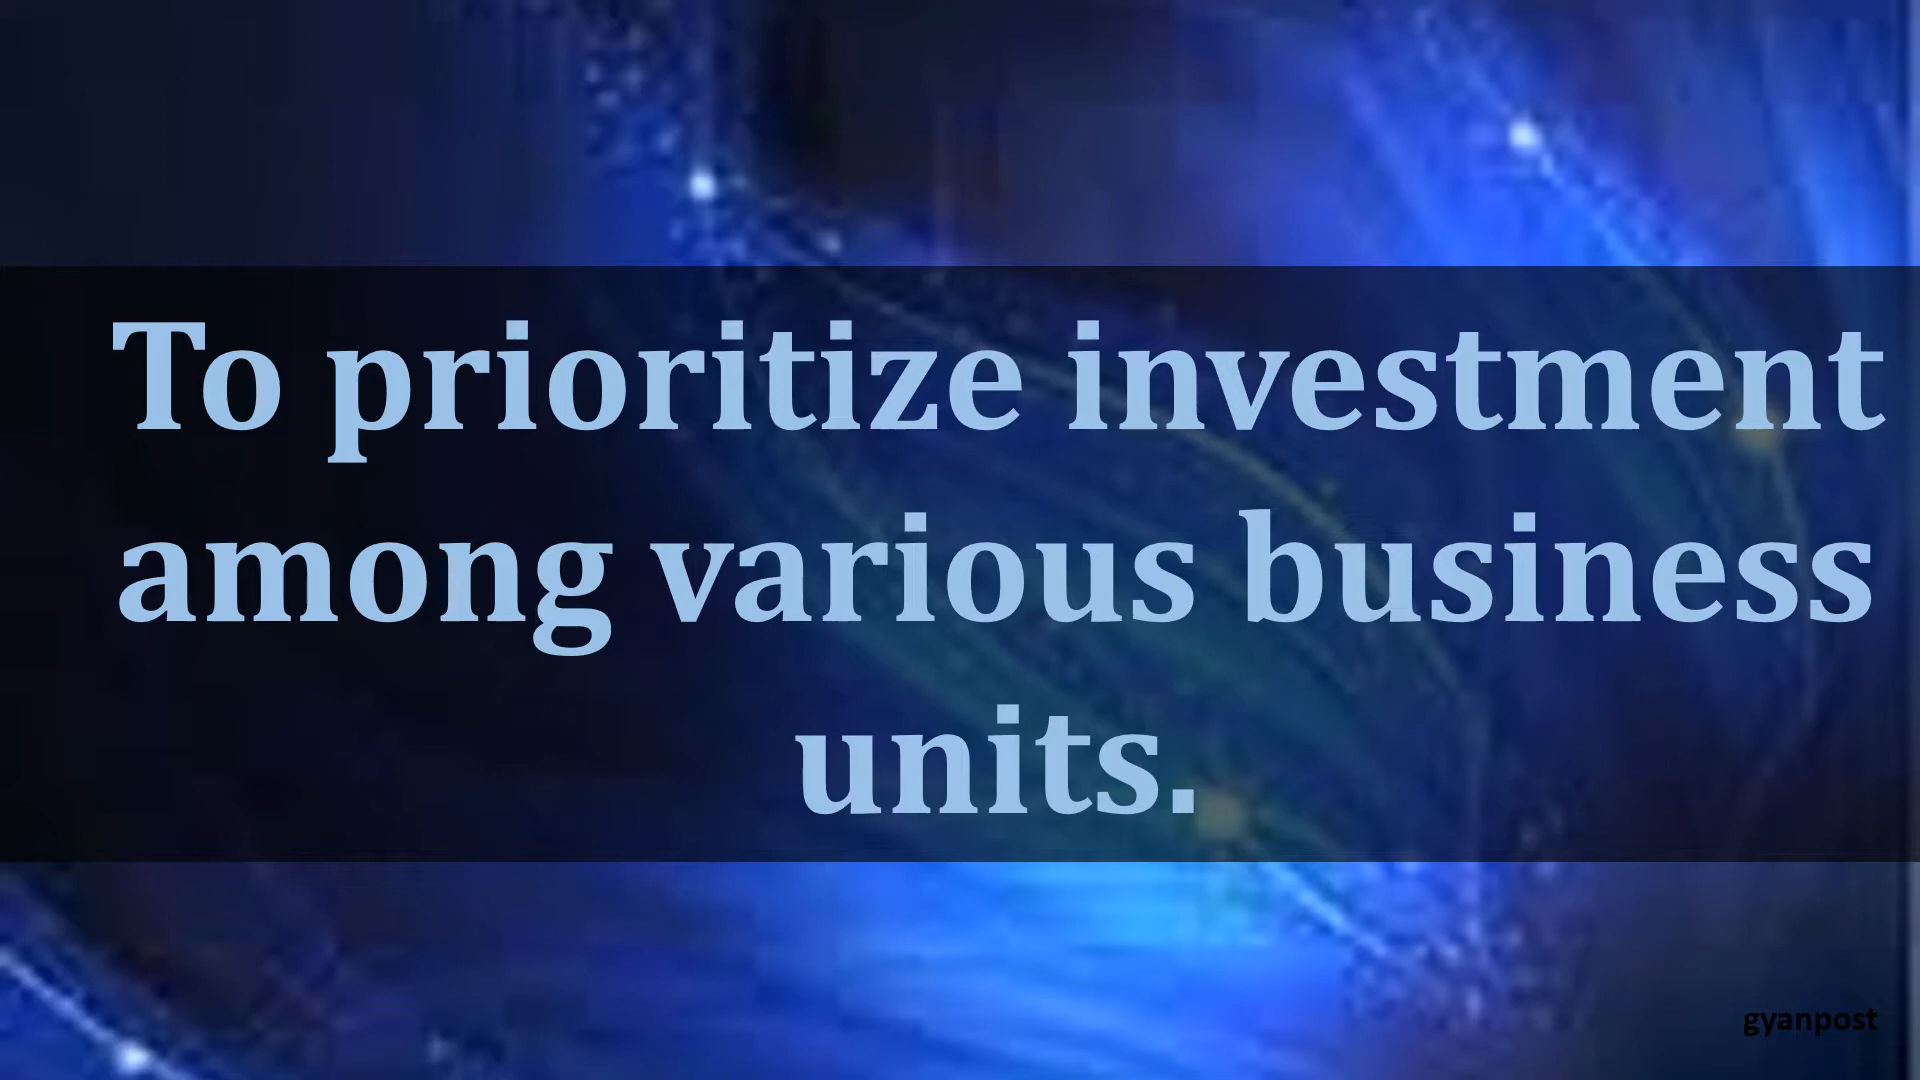 To prioritize investment
among various business
units.
gyanpost